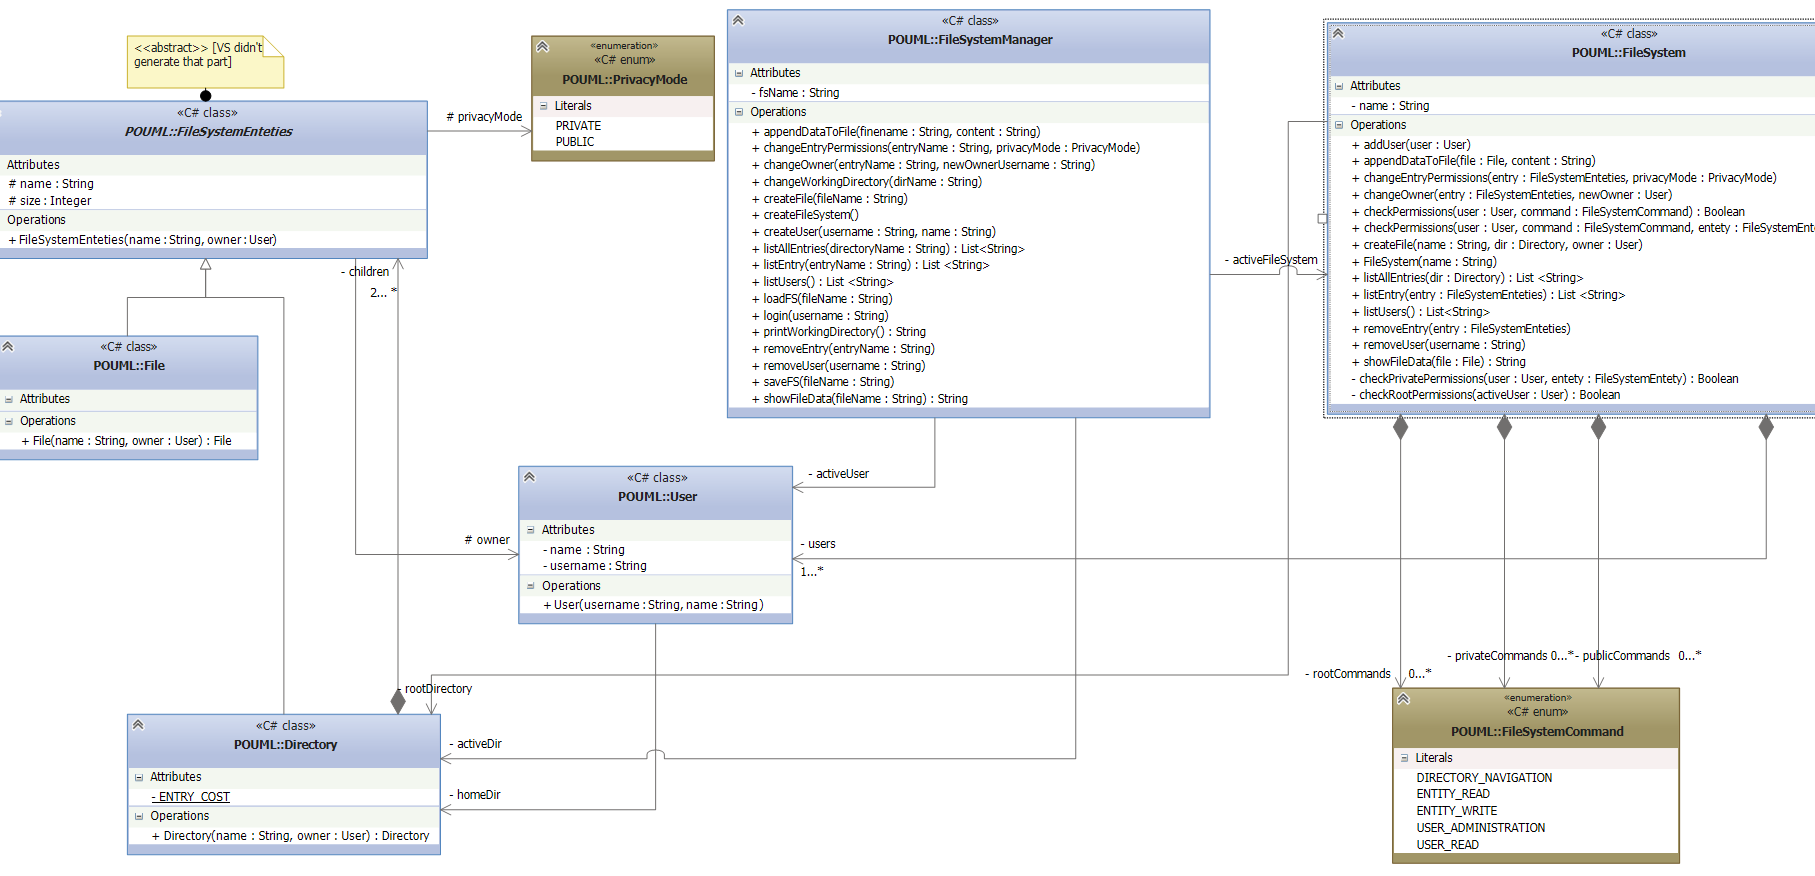 <<abstract>> [VS didn't
generate that part]
«C# class»
POUML::FileSystemEnteties
Attributes
# name : String
# size : Integer
Operations
+ FileSystemEnteties(name : String, owner : User)
# privacyMode
«enumeration»
«C# enum»
POUML::PrivacyMode
Literals
PRIVATE
PUBLIC
«C# class»
POUML::FileSystemManager
Attributes
- fsName : String
Operations
+ appendDataToFile(finename : String, content : String)
+ changeEntryPermissions(entryName : String, privacyMode : PrivacyMode)
+ changeOwner(entryName : String, newOwnerUsername : String)
+ changeWorkingDirectory(dirName : String)
+ createFile(fileName : String)
+ createFileSystem()
+ createUser(username : String, name : String)
+ listAllEntries(directoryName : String) : List<String>
+ listEntry(entryName : String) : List <String>
+ listUsers() : List <String>
+ loadFS(fileName : String)
+ login(username : String)
+ printWorkingDirectory() : String
+ removeEntry(entryName : String)
+ removeUser(username : String)
+ saveFS(fileName : String)
+ showFileData(fileName : String) : String
- activeFileSystem
«C# class»
POUML::FileSystem
Attributes
- name : String
Operations
+ addUser(user : User)
+ appendDataToFile(file : File, content : String)
+ changeEntryPermissions(entry : FileSystemEnteties, privacyMode : PrivacyMode)
+ changeOwner(entry : FileSystemEnteties, newOwner : User)
+ checkPermissions(user : User, command : FileSystemCommand) : Boolean
+ checkPermissions(user : User, command : FileSystemCommand, entety : FileSystemEnte
+ createFile(name : String, dir : Directory, owner : User)
+ FileSystem(name : String)
+ listAllEntries(dir : Directory) : List <String>
+ listEntry(entry : FileSystemEnteties) : List <String>
+ listUsers() : List<String>
+ removeEntry(entry : FileSystemEnteties)
+ removeUser(username : String)
+ showFileData(file : File) : String
- checkPrivatePermissions(user : User, entety : FileSystemEntety) : Boolean
- checkRootPermissions(activeUser : User) : Boolean
- children
2... *
«C# class»
POUML::File
Attributes
Operations
+ File(name : String, owner : User) : File
# owner
«C# class»
POUML::User
Attributes
- name : String
- username : String
Operations
+ User(username : String, name : String)
- activeUser
- users
1...*
- rootDirectory
«C# class»
POUML::Directory
Attributes
- ENTRY_COST
Operations
+ Directory(name : String, owner : User) : Directory
- activeDir
- homeDir
- rootCommands 0...*
- privateCommands 0...*
- publicCommands 0...*
«enumeration»
«C# enum»
POUML::FileSystemCommand
Literals
DIRECTORY_NAVIGATION
ENTITY_READ
ENTITY_WRITE
USER_ADMINISTRATION
USER_READ